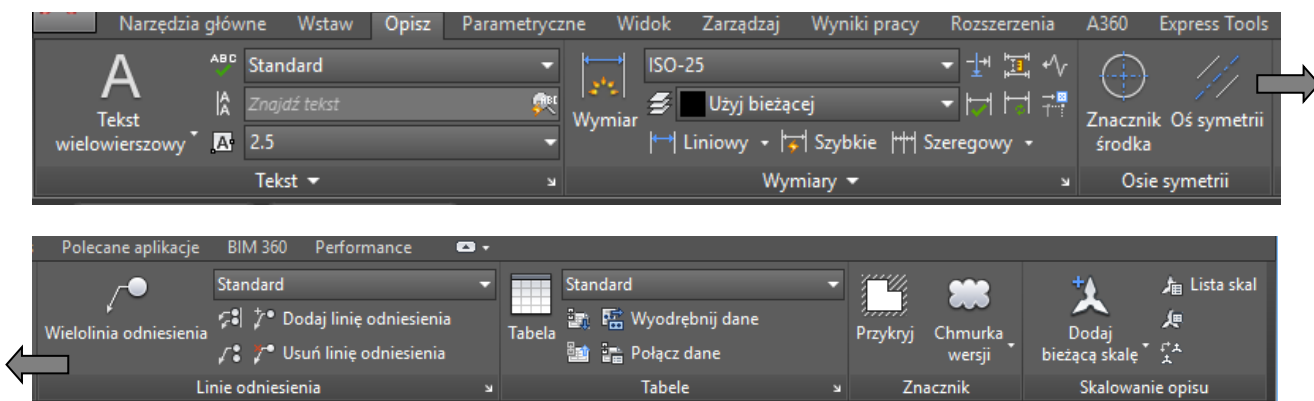 Narzędzia główne Wstaw Opisz Parametryczne Widok Zarządzaj Wyniki pracy Rozszerzenia A360 Express Tools
A
Tekst
wielowierszowy
ABC Standard
A
A Znajdź tekst ABC
A 2.5
Tekst
Wymiar
ISO-25
Użyj bieżącej
Liniowy Szybkie Szeregowy
Wymiary
Znacznik
środka
Oś symetrii
Osie symetrii
Polecane aplikacje BIM 360 Performance
Wielolinia odniesienia
Standard
Dodaj linię odniesienia
Usuń linię odniesienia
Linie odniesienia
Tabela
Standard
Wyodrębnij dane
Połącz dane
Tabele
Przykryj
Chmurka
wersji
Znacznik
Dodaj
bieżącą skalę
Lista skal
Skalowanie opisu